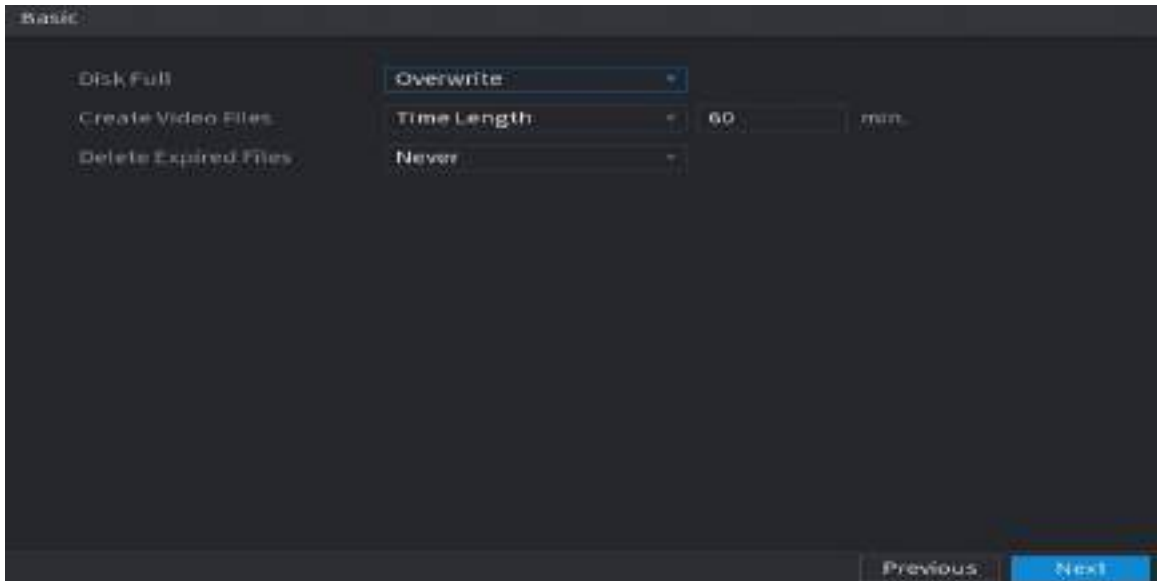 Basic
Disk Full Overwrite
Create Video Files Time Length 60 min.
Delete Expired Files Never
Previous Next